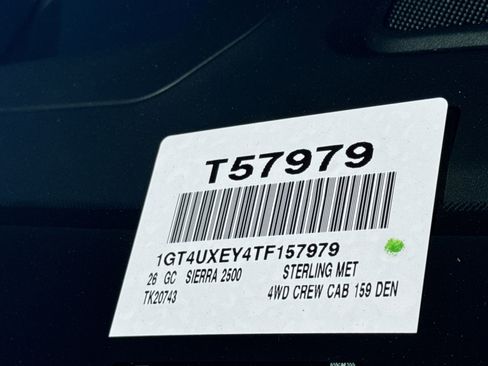 T57979
1GT4UXEY4TF157979
26 GC SIERRA 2500 STERLING MET
TK20743 4WD CREW CAB 159 DEN